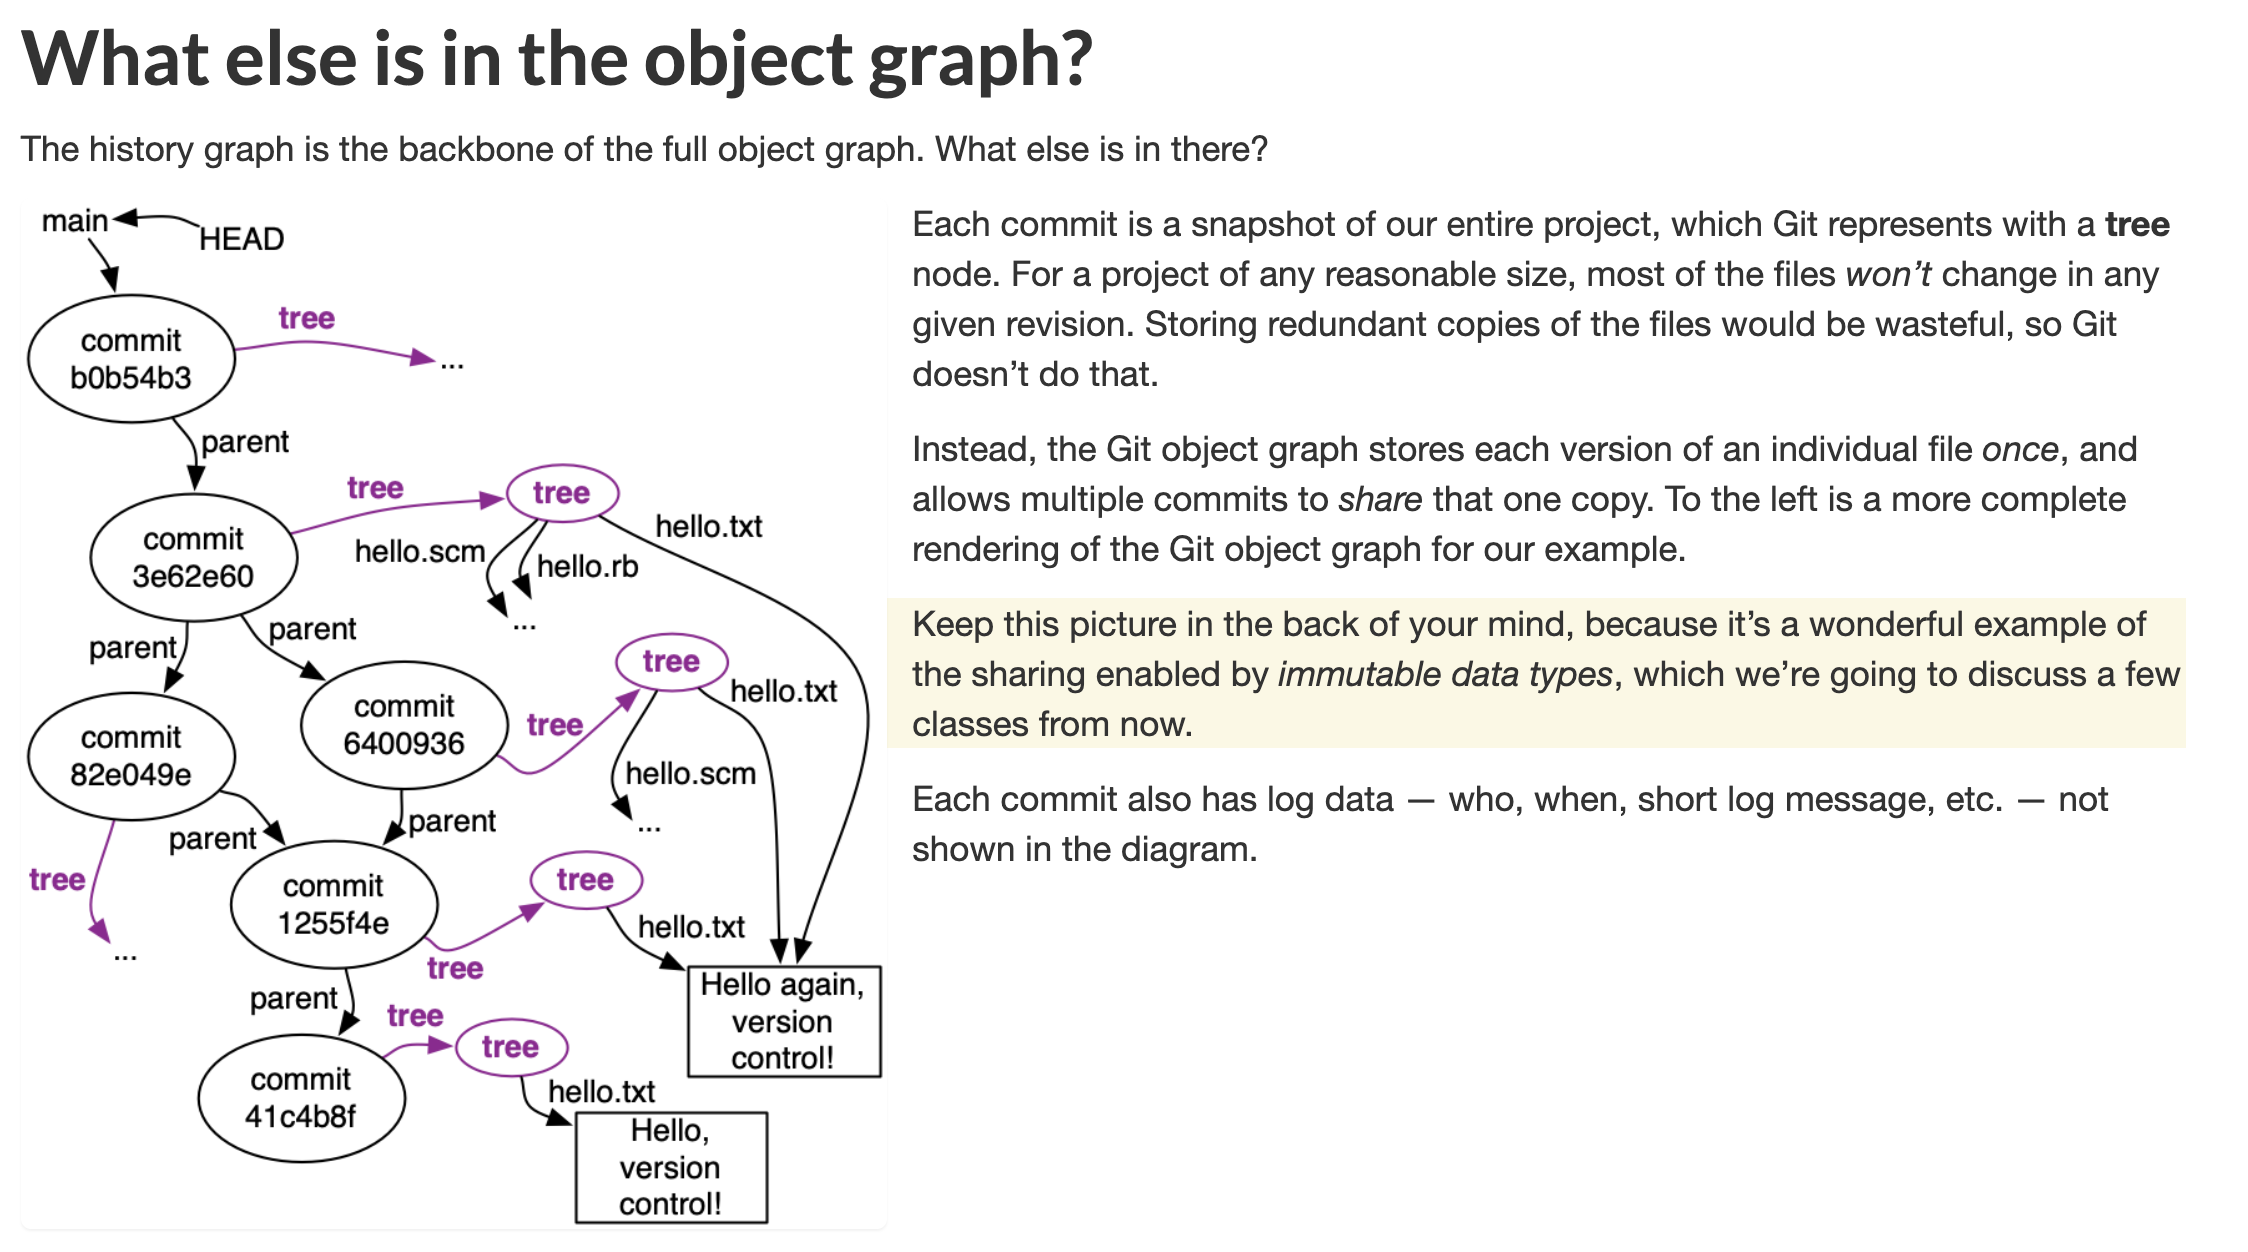 What else is in the object graph?
The history graph is the backbone of the full object graph. What else is in there?
main
HEAD
commit
b0b54b3
tree
...
parent
commit
3e62e60
tree
tree
hello.scm
hello.rb
hello.txt
...
parent
parent
commit
82e049e
tree
...
parent
commit
6400936
tree
tree
hello.txt
hello.scm
...
parent
commit
1255f4e
tree
tree
hello.txt
Hello again,
version
control!
parent
commit
41c4b8f
tree
tree
hello.txt
Hello,
version
control!
Each commit is a snapshot of our entire project, which Git represents with a tree
node. For a project of any reasonable size, most of the files won’t change in any
given revision. Storing redundant copies of the files would be wasteful, so Git
doesn’t do that.
Instead, the Git object graph stores each version of an individual file once, and
allows multiple commits to share that one copy. To the left is a more complete
rendering of the Git object graph for our example.
Keep this picture in the back of your mind, because it’s a wonderful example of
the sharing enabled by immutable data types, which we’re going to discuss a few
classes from now.
Each commit also has log data — who, when, short log message, etc. — not
shown in the diagram.